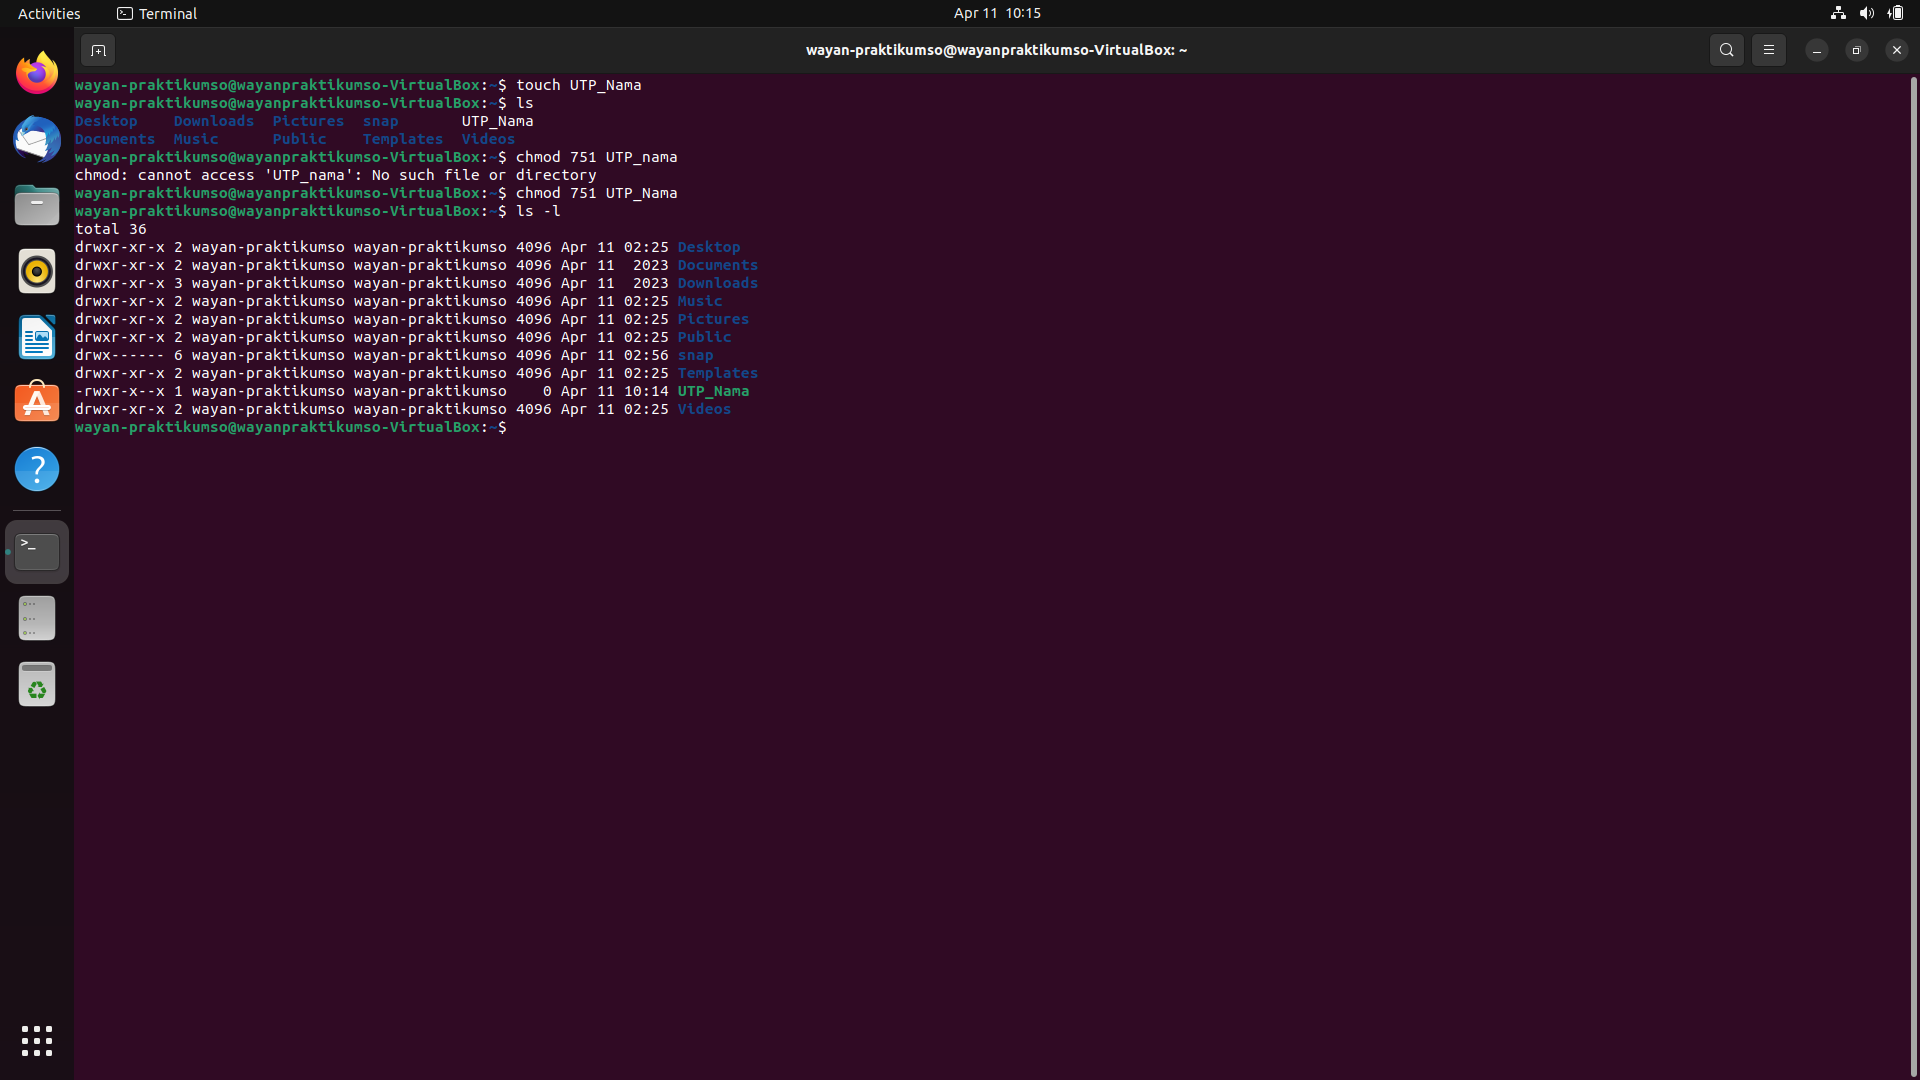 Activities Terminal Apr 11 10:15
wayan-praktikumso@wayanpraktikumso-VirtualBox: ~
wayan-praktikumso@wayanpraktikumso-VirtualBox:~$ touch UTP_Nama
wayan-praktikumso@wayanpraktikumso-VirtualBox:~$ ls
Desktop    Downloads  Pictures  snap       UTP_Nama
Documents  Music      Public    Templates  Videos
wayan-praktikumso@wayanpraktikumso-VirtualBox:~$ chmod 751 UTP_nama
chmod: cannot access 'UTP_nama': No such file or directory
wayan-praktikumso@wayanpraktikumso-VirtualBox:~$ chmod 751 UTP_Nama
wayan-praktikumso@wayanpraktikumso-VirtualBox:~$ ls -l
total 36
drwxr-xr-x 2 wayan-praktikumso wayan-praktikumso 4096 Apr 11 02:25 Desktop
drwxr-xr-x 2 wayan-praktikumso wayan-praktikumso 4096 Apr 11  2023 Documents
drwxr-xr-x 3 wayan-praktikumso wayan-praktikumso 4096 Apr 11  2023 Downloads
drwxr-xr-x 2 wayan-praktikumso wayan-praktikumso 4096 Apr 11 02:25 Music
drwxr-xr-x 2 wayan-praktikumso wayan-praktikumso 4096 Apr 11 02:25 Pictures
drwxr-xr-x 2 wayan-praktikumso wayan-praktikumso 4096 Apr 11 02:25 Public
drwx------ 6 wayan-praktikumso wayan-praktikumso 4096 Apr 11 02:56 snap
drwxr-xr-x 2 wayan-praktikumso wayan-praktikumso 4096 Apr 11 02:25 Templates
-rwxr-x--x 1 wayan-praktikumso wayan-praktikumso    0 Apr 11 10:14 UTP_Nama
drwxr-xr-x 2 wayan-praktikumso wayan-praktikumso 4096 Apr 11 02:25 Videos
wayan-praktikumso@wayanpraktikumso-VirtualBox:~$